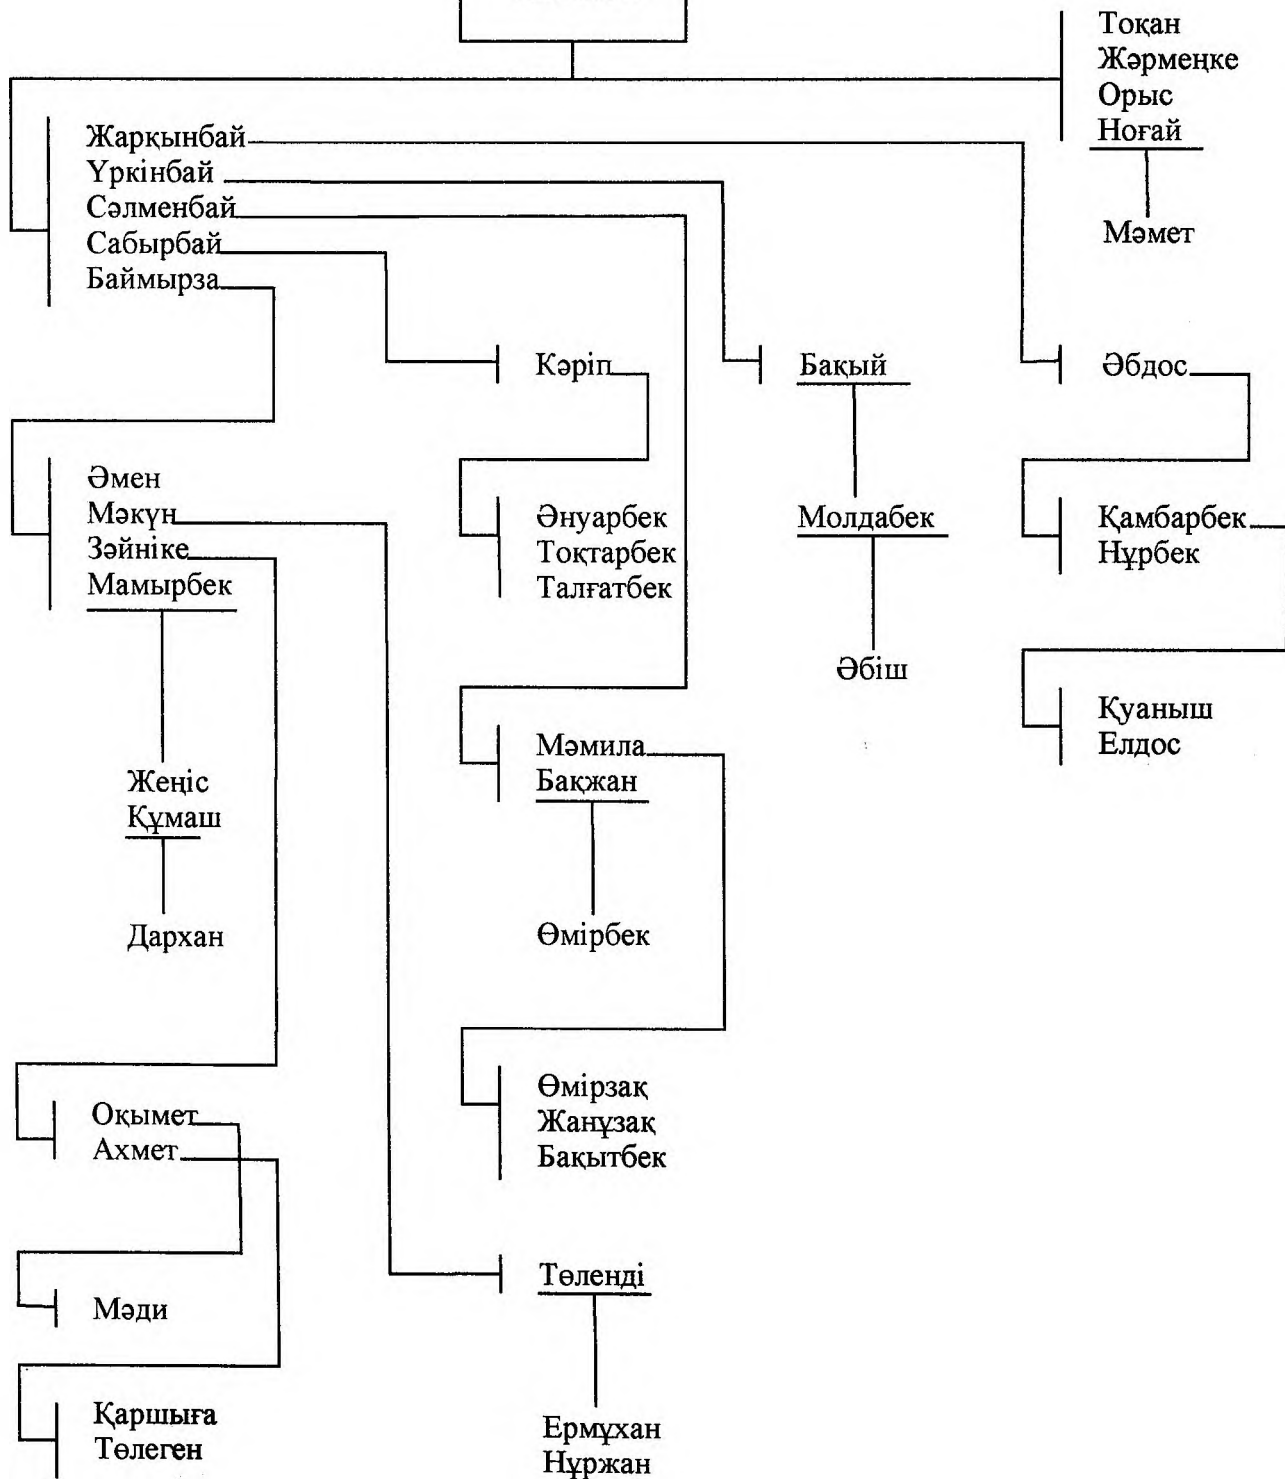 Тоқан
Жәрмеңке
Орыс
Ноғай
Мәмет
Жарқынбай
Үркінбай
Сәлменбай
Сабырбай
Баймырза
Кәріп
Бақый
Әбдос
Әмен
Мәкүн
Зәйніке
Мамырбек
Әнуарбек
Тоқтарбек
Талғатбек
Молдабек
Қамбарбек
Нұрбек
Әбіш
Қуаныш
Елдос
Мәмила
Бақжан
Жеңіс
Құмаш
Дархан
Өмірбек
Өмірзақ
Жанұзақ
Бақытбек
Оқымет
Ахмет
Мәди
Төленді
Қаршыға
Төлеген
Ермұхан
Нұржан